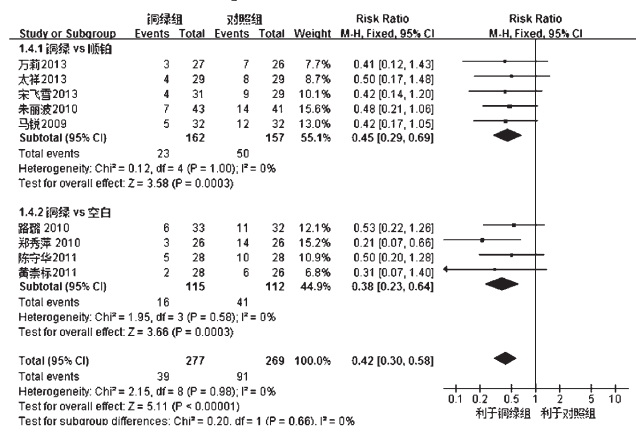 铜绿组 对照组 Risk Ratio Risk Ratio
Study or Subgroup Events Total Events Total Weight M-H, Fixed, 95% CI M-H, Fixed, 95% CI
1.4.1 铜绿 vs 顺铂
万莉2013 3 27 7 26 7.7% 0.41 [0.12, 1.43]
太祥2013 4 29 8 29 8.6% 0.50 [0.17, 1.48]
宋飞雪2013 4 31 9 29 10.0% 0.42 [0.14, 1.20]
朱丽波2010 7 43 14 41 15.5% 0.48 [0.21, 1.06]
马锐2009 5 32 12 32 13.0% 0.42 [0.17, 1.05]
Subtotal (95% CI) 162 157 55.1% 0.45 [0.29, 0.69]
Total events 23 50
Heterogeneity: Chi² = 0.12, df = 4 (P = 1.00); I² = 0%
Test for overall effect: Z = 3.58 (P = 0.0003)
1.4.2 铜绿 vs 空白
路璐 2010 6 33 11 32 12.1% 0.53 [0.22, 1.26]
郑秀萍 2010 3 26 14 26 15.2% 0.21 [0.07, 0.66]
陈守华2011 5 28 10 28 10.8% 0.50 [0.20, 1.28]
黄崇标2011 2 28 6 26 6.8% 0.31 [0.07, 1.40]
Subtotal (95% CI) 115 112 44.9% 0.38 [0.23, 0.64]
Total events 16 41
Heterogeneity: Chi² = 1.95, df = 3 (P = 0.58); I² = 0%
Test for overall effect: Z = 3.66 (P = 0.0003)
Total (95% CI) 277 269 100.0% 0.42 [0.30, 0.58]
Total events 39 91
Heterogeneity: Chi² = 2.15, df = 8 (P = 0.98); I² = 0%
Test for overall effect: Z = 5.11 (P < 0.00001)
Test for subgroup differences: Chi² = 0.20, df = 1 (P = 0.66), I² = 0%
0.1 0.2 0.5 1 2 5 10
利于铜绿组 利于对照组